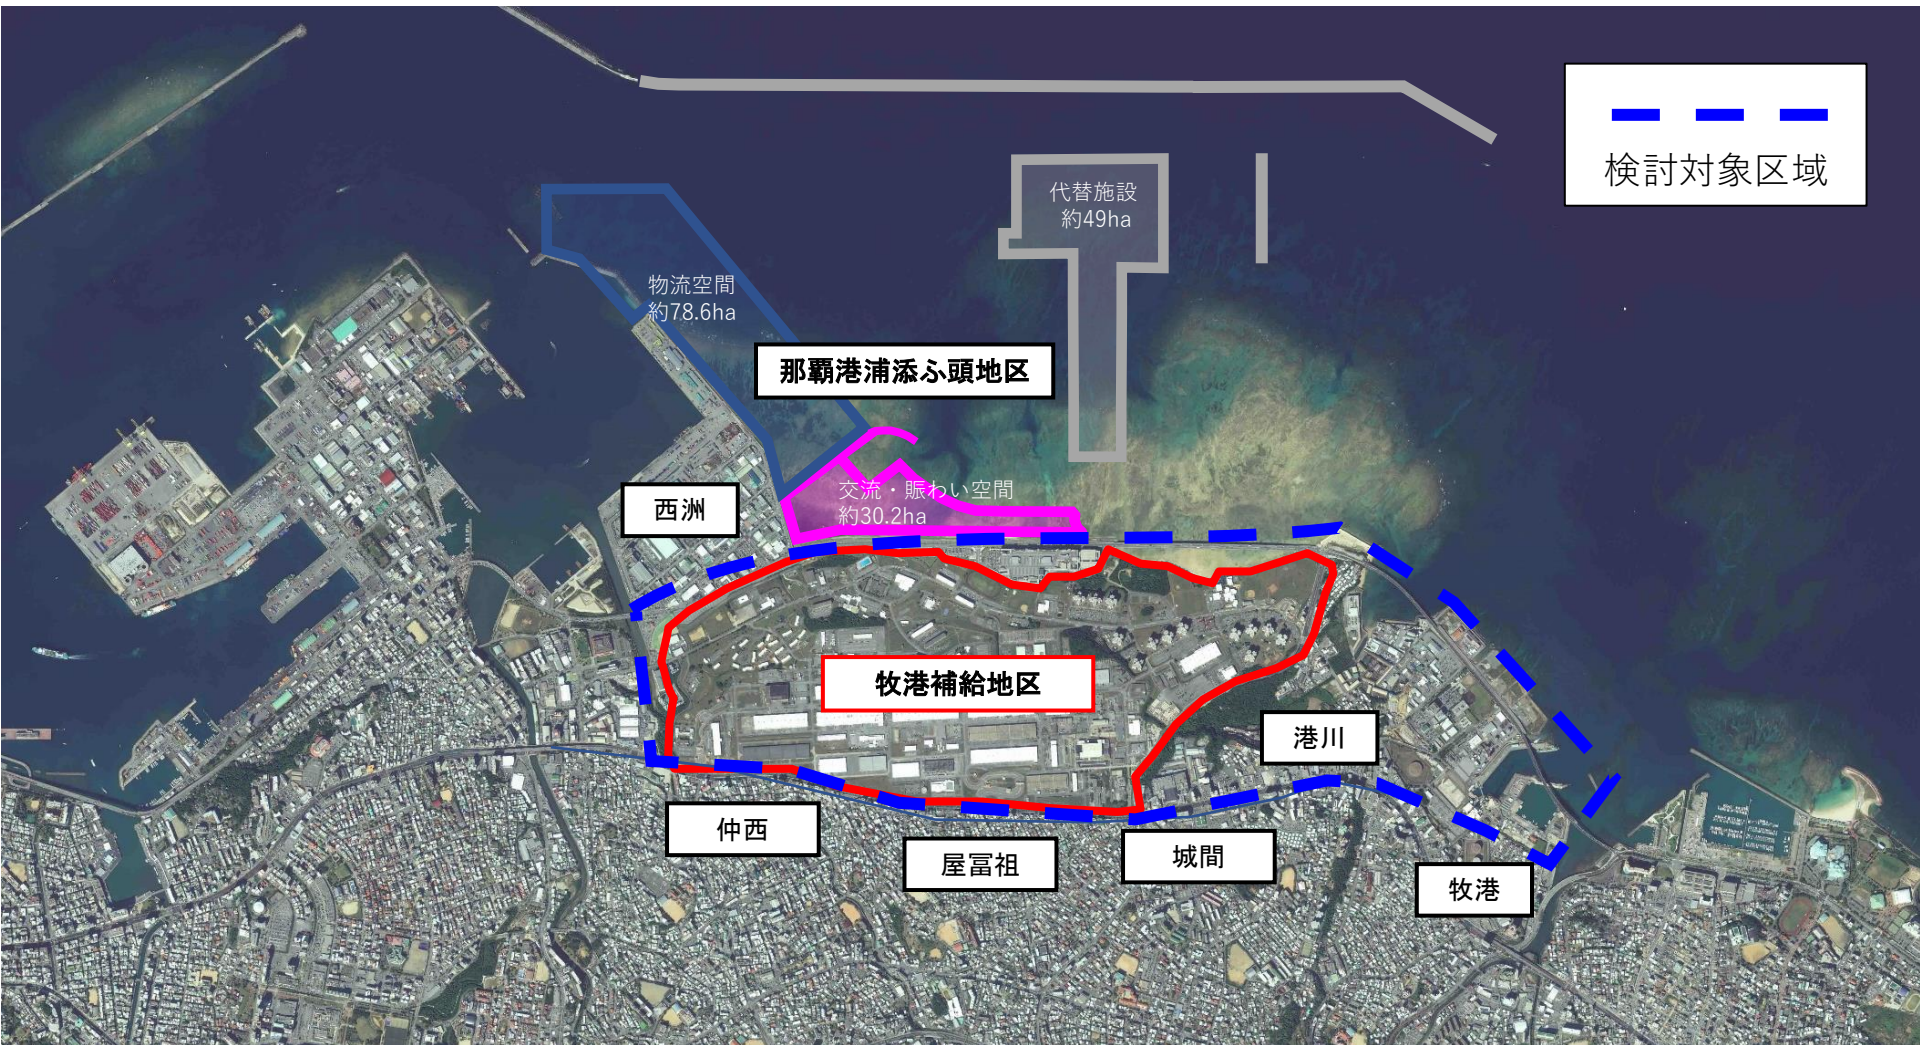 検討対象区域
代替施設
約49ha
物流空間
約78.6ha
那覇港浦添ふ頭地区
交流・賑わい空間
約30.2ha
西洲
牧港補給地区
港川
仲西
屋冨祖
城間
牧港